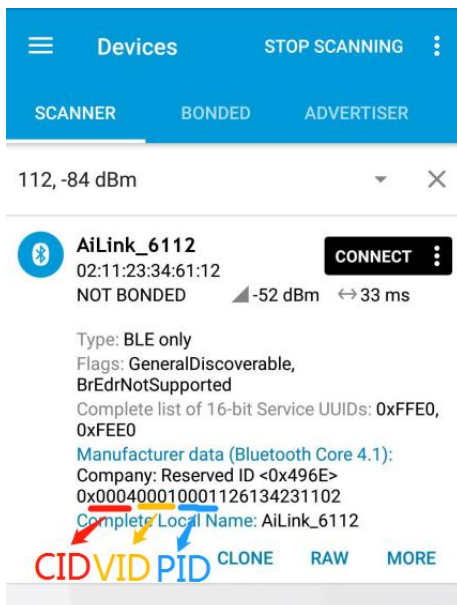 Devices STOP SCANNING
SCANNER BONDED ADVERTISER
112, -84 dBm
AiLink_6112
CONNECT
02:11:23:34:61:12
NOT BONDED -52 dBm 33 ms
Type: BLE only
Flags: GeneralDiscoverable,
BrEdrNotSupported
Complete list of 16-bit Service UUIDs: 0xFFE0,
0xFEE0
Manufacturer data (Bluetooth Core 4.1):
Company: Reserved ID <0x496E>
0x000400010001126134231102
Complete Local Name: AiLink_6112
CID VID PID CLONE RAW MORE